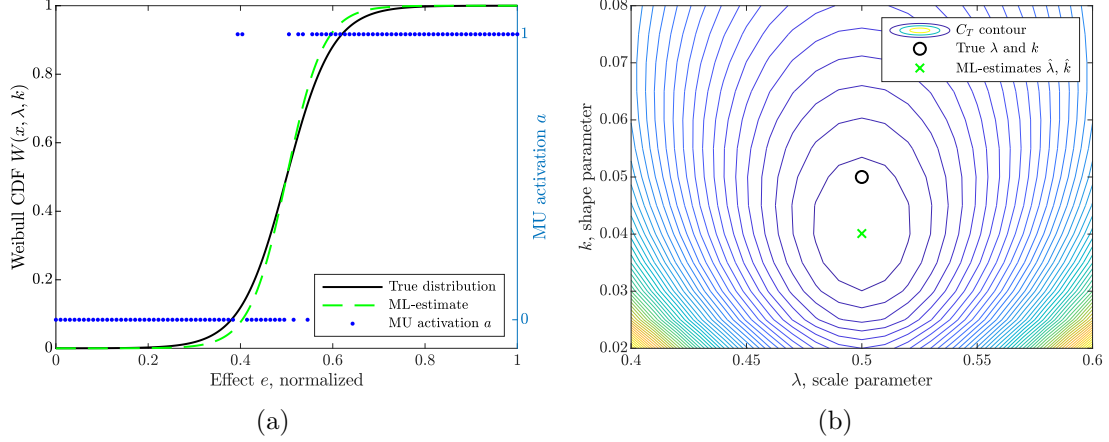 1
0.8
0.6
0.4
0.2
0
Weibull CDF W(x, λ, k)
0
0.2
0.4
0.6
0.8
1
Effect e, normalized
1
0
MU activation a
True distribution
ML-estimate
MU activation a
(a)
0.08
0.07
0.06
0.05
0.04
0.03
0.02
k, shape parameter
0.4
0.45
0.5
0.55
0.6
λ, scale parameter
C_T contour
True λ and k
ML-estimates λ̂, k̂
(b)